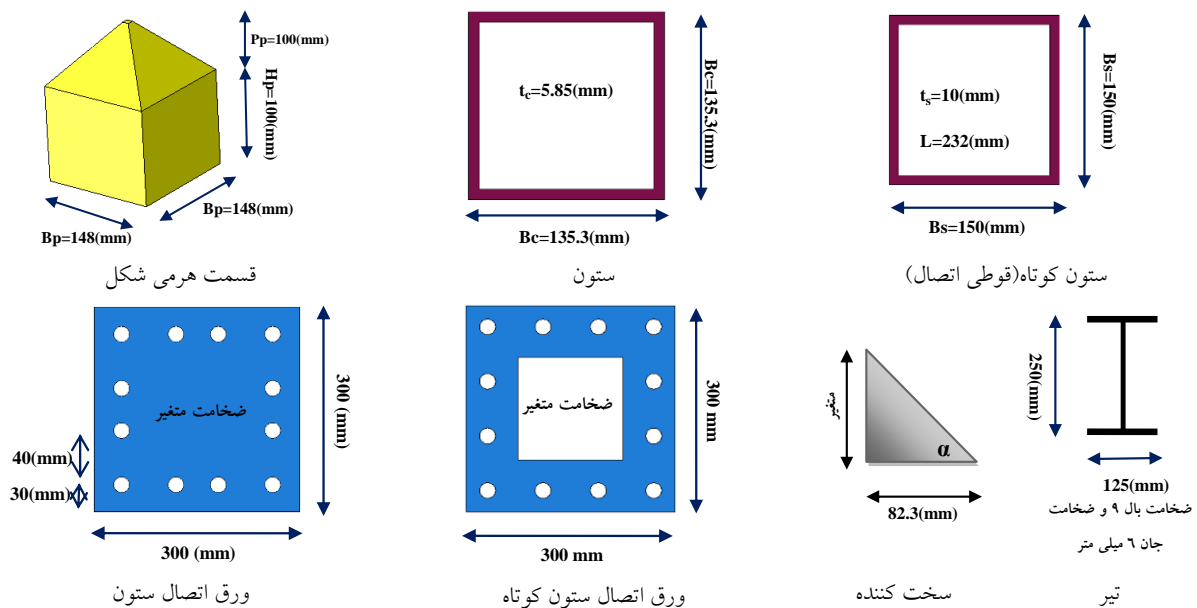 Pp=100(mm)
Hp=100(mm)
Bp=148(mm)
Bp=148(mm)
قسمت هرمی شکل
tc=5.85(mm)
Bc=135.3(mm)
Bc=135.3(mm)
ستون
ts=10(mm)
L=232(mm)
Bs=150(mm)
Bs=150(mm)
ستون کوتاه(قوطی اتصال)
ضخامت متغیر
300 (mm)
40(mm)
30(mm)
300 (mm)
ورق اتصال ستون
ضخامت متغیر
300 mm
300 mm
ورق اتصال ستون کوتاه
متغیر
α
82.3(mm)
سخت کننده
250(mm)
125(mm)
ضخامت بال ۹ و ضخامت
جان ٦ میلی متر
تیر